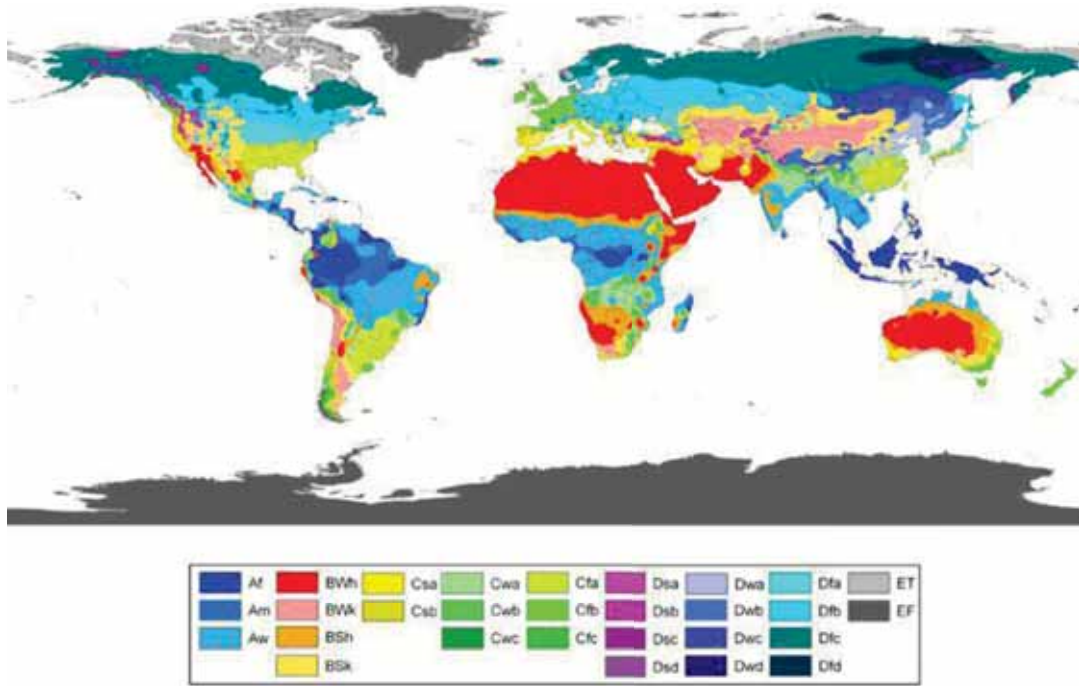 Af BWh Csa Cwa Cfa Dsa Dwa Dfa ET
Am BWk Csb Cwb Cfb Dsb Dwb Dfb EF
Aw BSh Cwc Cfc Dsc Dwc Dfc
BSk Dsd Dwd Dfd